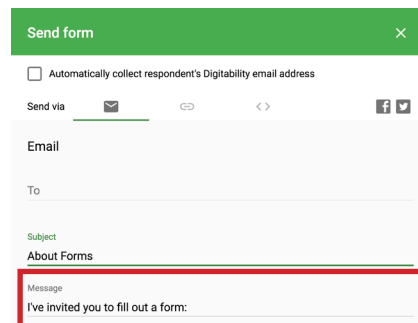 Send form
Automatically collect respondent's Digitability email address
Send via
Email
To
Subject
About Forms
Message
I've invited you to fill out a form: